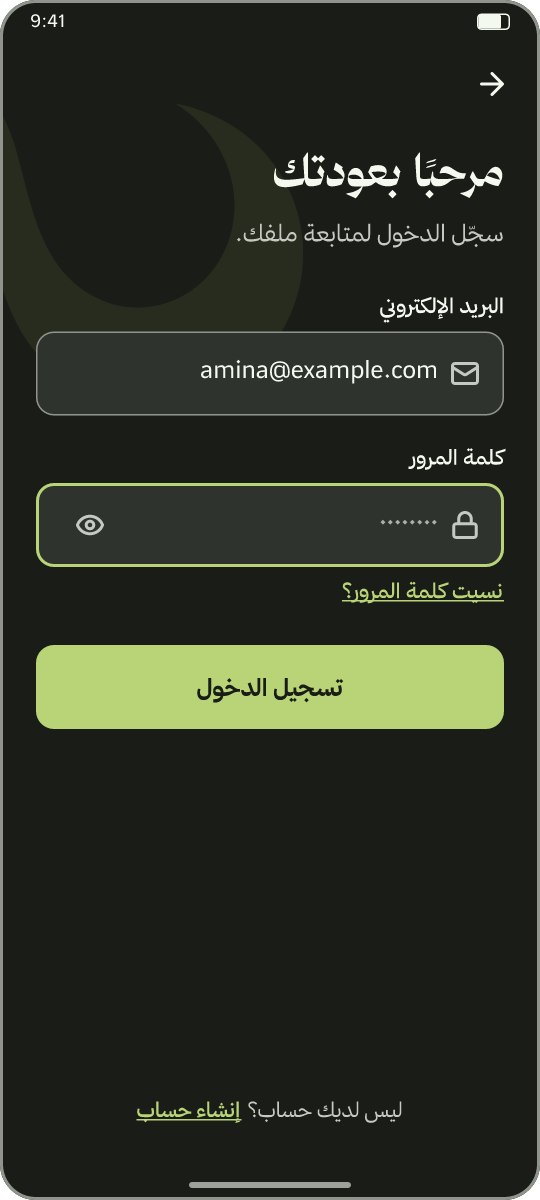 9:41
مرحبًا بعودتك
سجّل الدخول لمتابعة ملفك.
البريد الإلكتروني
amina@example.com
كلمة المرور
نسيت كلمة المرور؟
تسجيل الدخول
ليس لديك حساب؟ إنشاء حساب